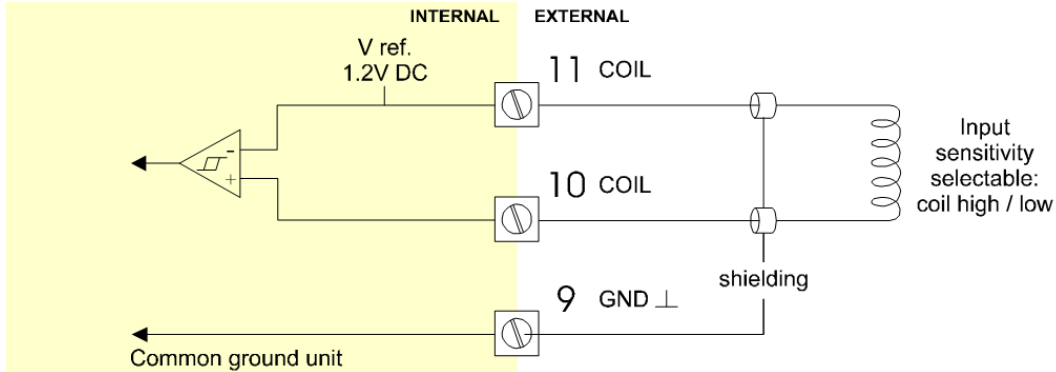 INTERNAL EXTERNAL
V ref.
1.2V DC
11 COIL
-
+
Input
sensitivity
selectable:
coil high / low
10 COIL
shielding
9 GND ⊥
Common ground unit